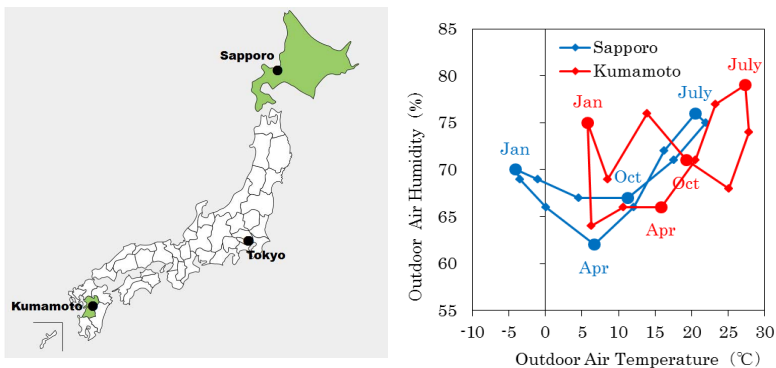 Sapporo
Tokyo
Kumamoto
85
80
75
70
65
60
55
-10
-5
0
5
10
15
20
25
30
Outdoor Air Humidity (%)
Outdoor Air Temperature (℃)
Sapporo
Kumamoto
Jan
Apr
July
Oct
Jan
Apr
July
Oct